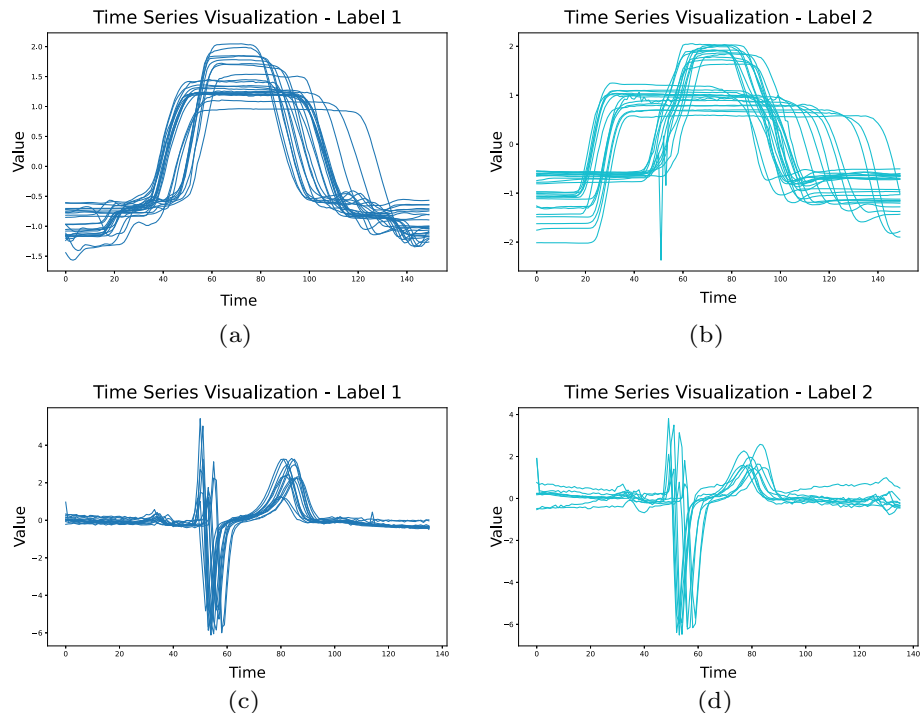 Time Series Visualization - Label 1
Time Series Visualization - Label 2
Value
2.0
1.5
1.0
0.5
0.0
−0.5
−1.0
−1.5
0 20 40 60 80 100 120 140
Time
(a)
Value
2
1
0
−1
−2
0 20 40 60 80 100 120 140
Time
(b)
Time Series Visualization - Label 1
Time Series Visualization - Label 2
Value
4
2
0
−2
−4
−6
0 20 40 60 80 100 120 140
Time
(c)
Value
4
2
0
−2
−4
−6
0 20 40 60 80 100 120 140
Time
(d)